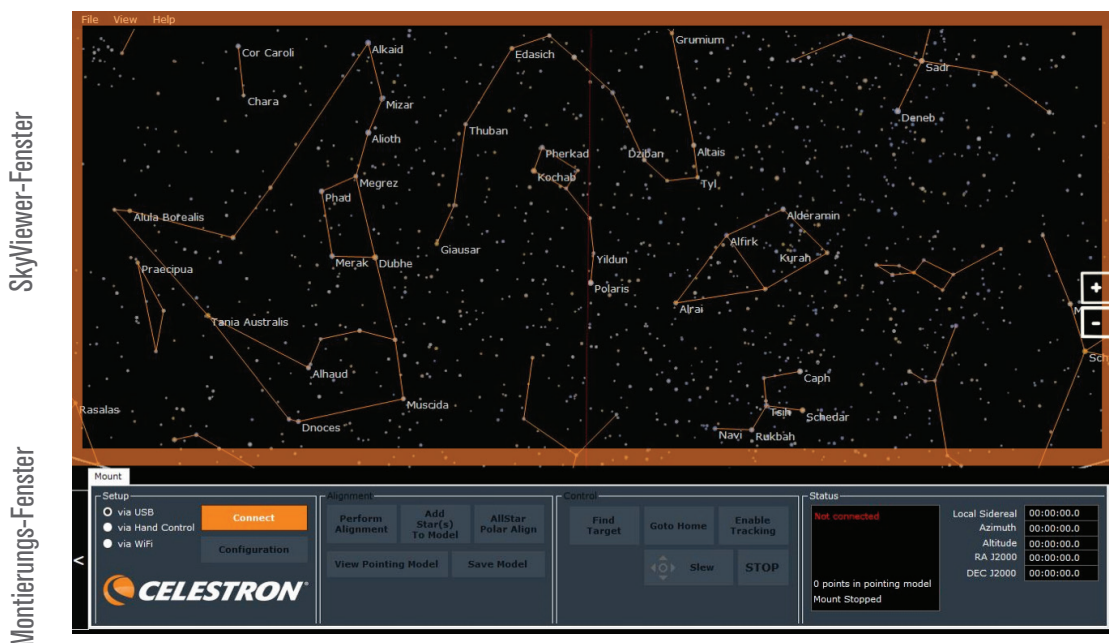 SkyViewer-Fenster
File View Help
Grumium
Cor Caroli
Alkaid
Edasich
Sadr
Chara
Mizar
Deneb
Thuban
Alioth
Pherkad
Dziban
Altais
Kochab
Megrez
Tyl
Phad
Alula Borealis
Alderamin
Alfirk
Giausar
Kurah
Yildun
Merak
Dubhe
Praecipua
Polaris
+
Alrai
M
Tania Australis
-
Sch
Alhaud
Caph
Muscida
Rasalas
Tsih
Schedar
Dnoces
Navi
Rukbah
Montierungs-Fenster
Mount
<
Setup
via USB
via Hand Control
via WiFi
Connect
Configuration
CELESTRON
Alignment
Perform
Alignment
Add
Star(s)
To Model
AllStar
Polar Align
View Pointing Model
Save Model
Control
Find
Target
Goto Home
Enable
Tracking
Slew
STOP
Status
Not connected
0 points in pointing model
Mount Stopped
Local Sidereal 00:00:00.0
Azimuth 00:00:00.0
Altitude 00:00:00.0
RA J2000 00:00:00.0
DEC J2000 00:00:00.0